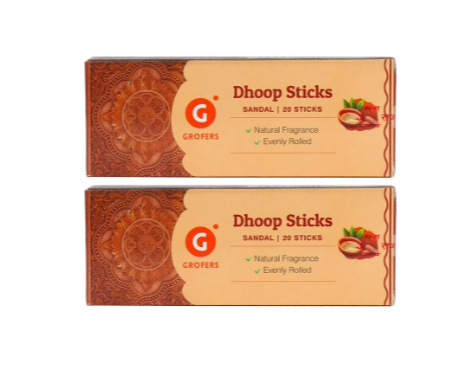 Dhoop Sticks
SANDAL | 20 STICKS
G
GROFERS
Natural Fragrance
Evenly Rolled
Dhoop Sticks
SANDAL | 20 STICKS
G
GROFERS
Natural Fragrance
Evenly Rolled